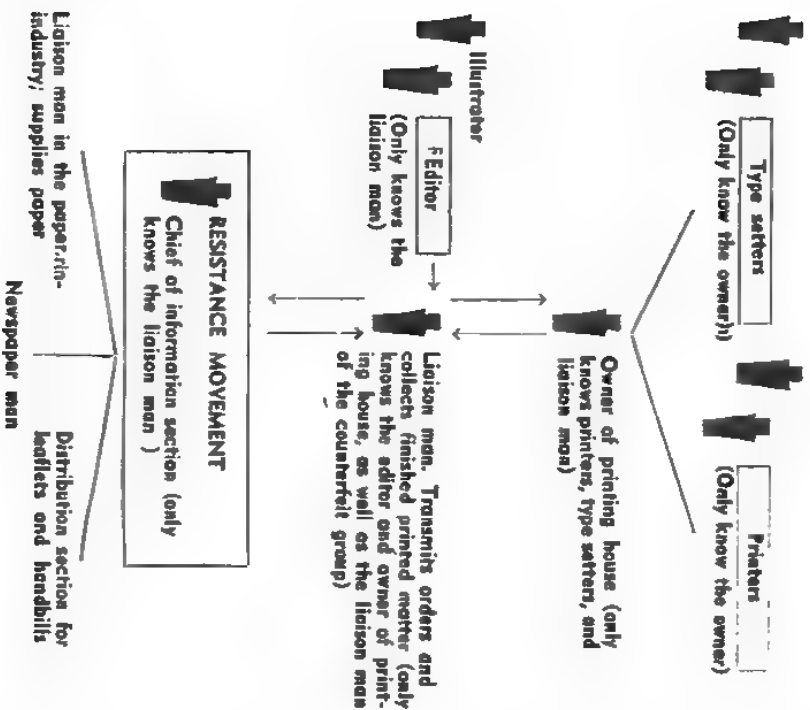 Type setters
(Only know the owner)
Printers
(Only know the owner)
Owner of printing house (only
knows printers, type setters, and
liaison man)
Illustrator
Editor
(Only knows the
liaison man)
Liaison man. Transmits orders and
collects finished printed matter (only
knows the editor and owner of print-
ing house, as well as the liaison man
of the counterfeit group)
RESISTANCE MOVEMENT
Chief of information section (only
knows the liaison man )
Liaison man in the paper.rin-
industry; supplies paper
Distribution section for
leaflets and handbills
Newspaper man